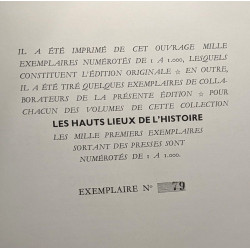 IL A ÉTÉ IMPRIMÉ DE CET OUVRAGE MILLE
EXEMPLAIRES NUMÉROTÉS DE 1 A 1.000, LESQUELS
CONSTITUENT L'ÉDITION ORIGINALE ☆ EN OUTRE,
IL A ÉTÉ TIRÉ QUELQUES EXEMPLAIRES DE COLLA-
BORATEURS DE LA PRÉSENTE ÉDITION ☆ POUR
CHACUN DES VOLUMES DE CETTE COLLECTION
LES HAUTS LIEUX DE L'HISTOIRE
LES MILLE PREMIERS EXEMPLAIRES
SORTANT DES PRESSES SONT
NUMÉROTÉS DE 1 A 1.000.
EXEMPLAIRE N° 79